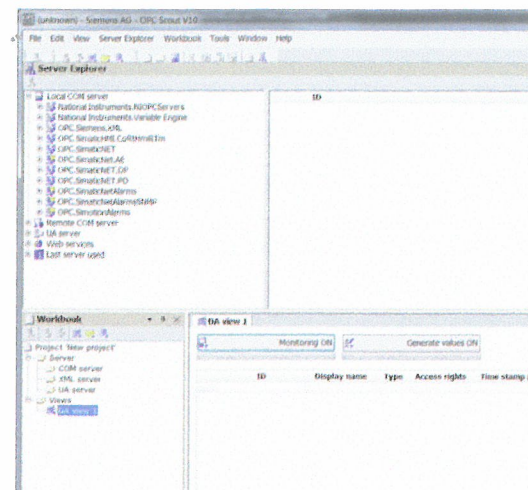 (unknown) - Siemens AG - OPC Scout V10
File Edit View Server Explorer Workbook Tools Window Help
Server Explorer
ID
Local COM server
National Instruments.NIOPCServers
National Instruments.Variable Engine
OPC.Siemens.XML
OPC.SimaticNET
OPC.SimaticNet.AE
OPC.SimaticNET.DP
OPC.SimaticNET.PD
OPC.SimaticNetAlarms
OPC.SimaticNetAlarmsSNMP
OPC.SimotionAlarms
Remote COM server
UA server
Web services
Last server used
Workbook
DA view 1
Project 'New project'
Monitoring ON
Generate values ON
Server
COM server
ID Display name Type Access rights Time stamp
XML server
UA server
Views
DA view 1